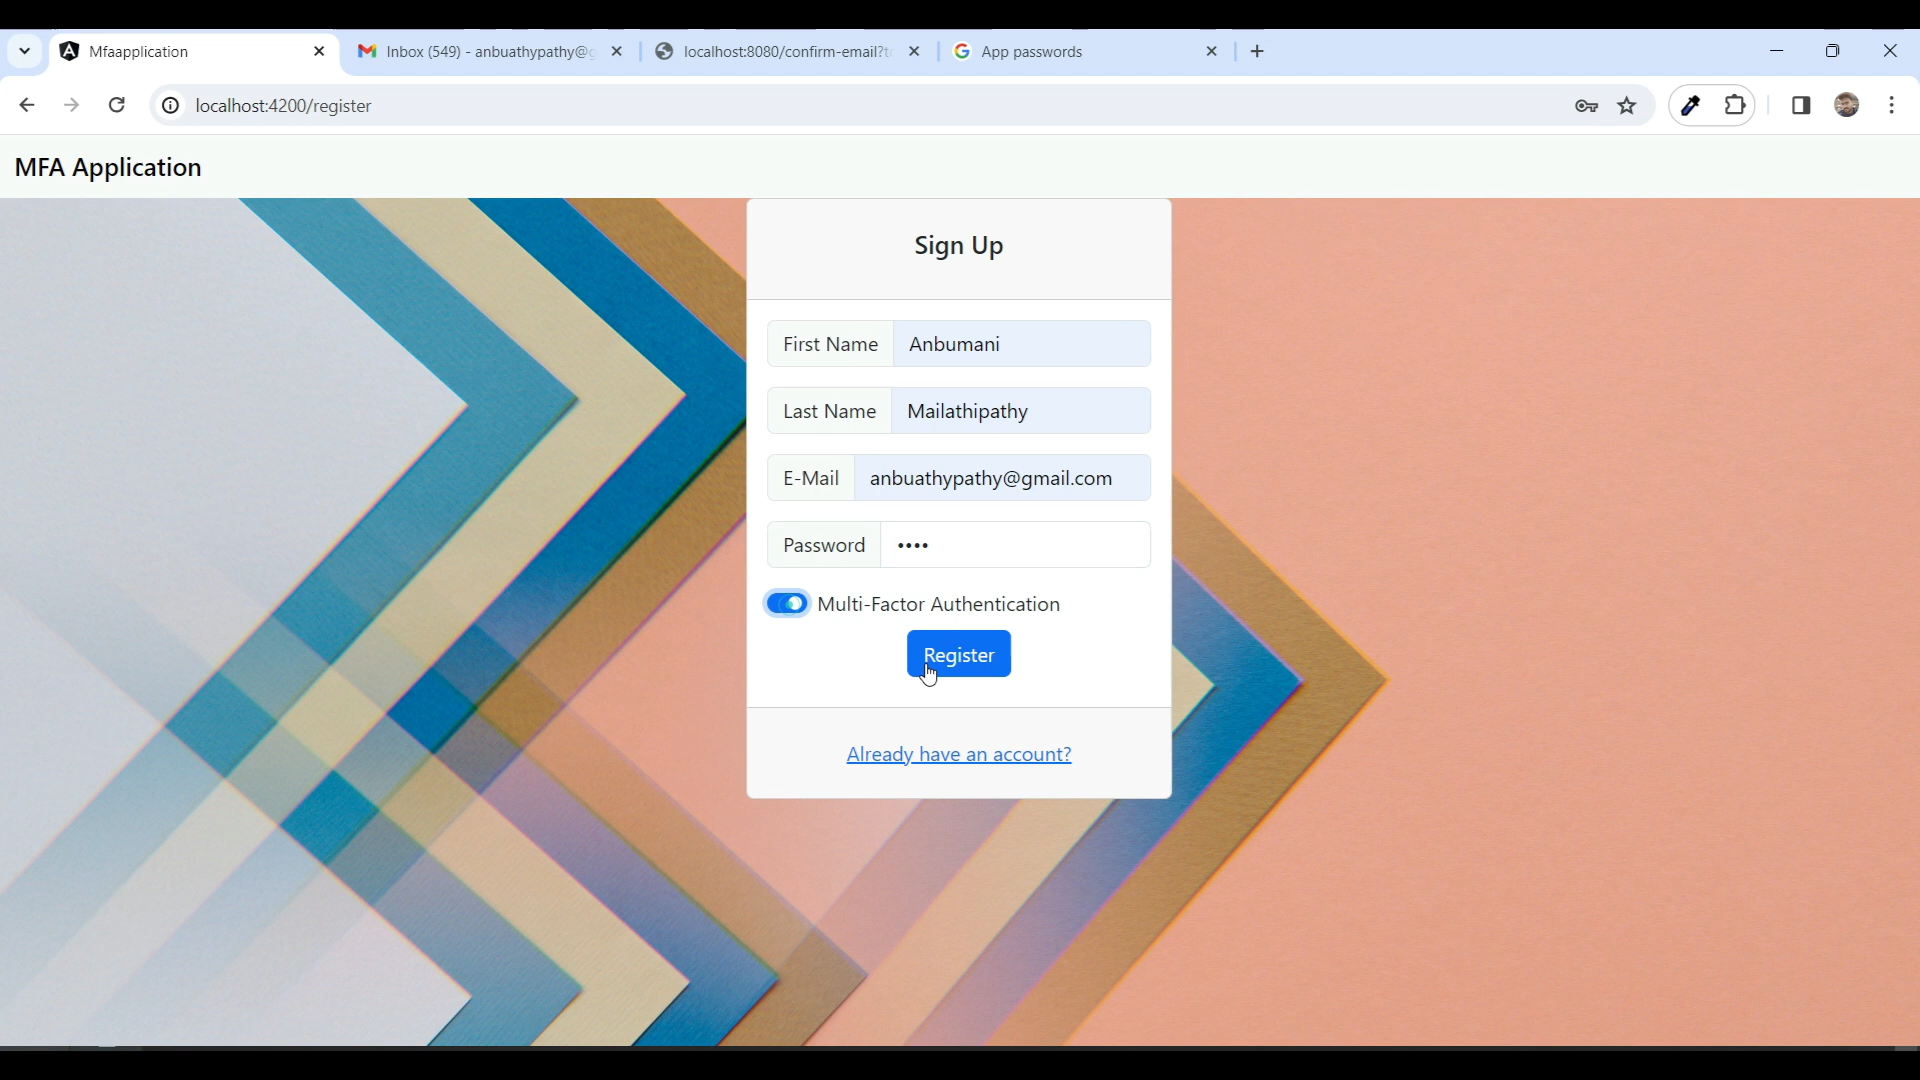 Mfaapplication
Inbox (549) - anbuathypathy@g
localhost:8080/confirm-email?t
App passwords
localhost:4200/register
MFA Application
Sign Up
First Name Anbumani
Last Name Mailathipathy
E-Mail anbuathypathy@gmail.com
Password ••••
Multi-Factor Authentication
Register
Already have an account?